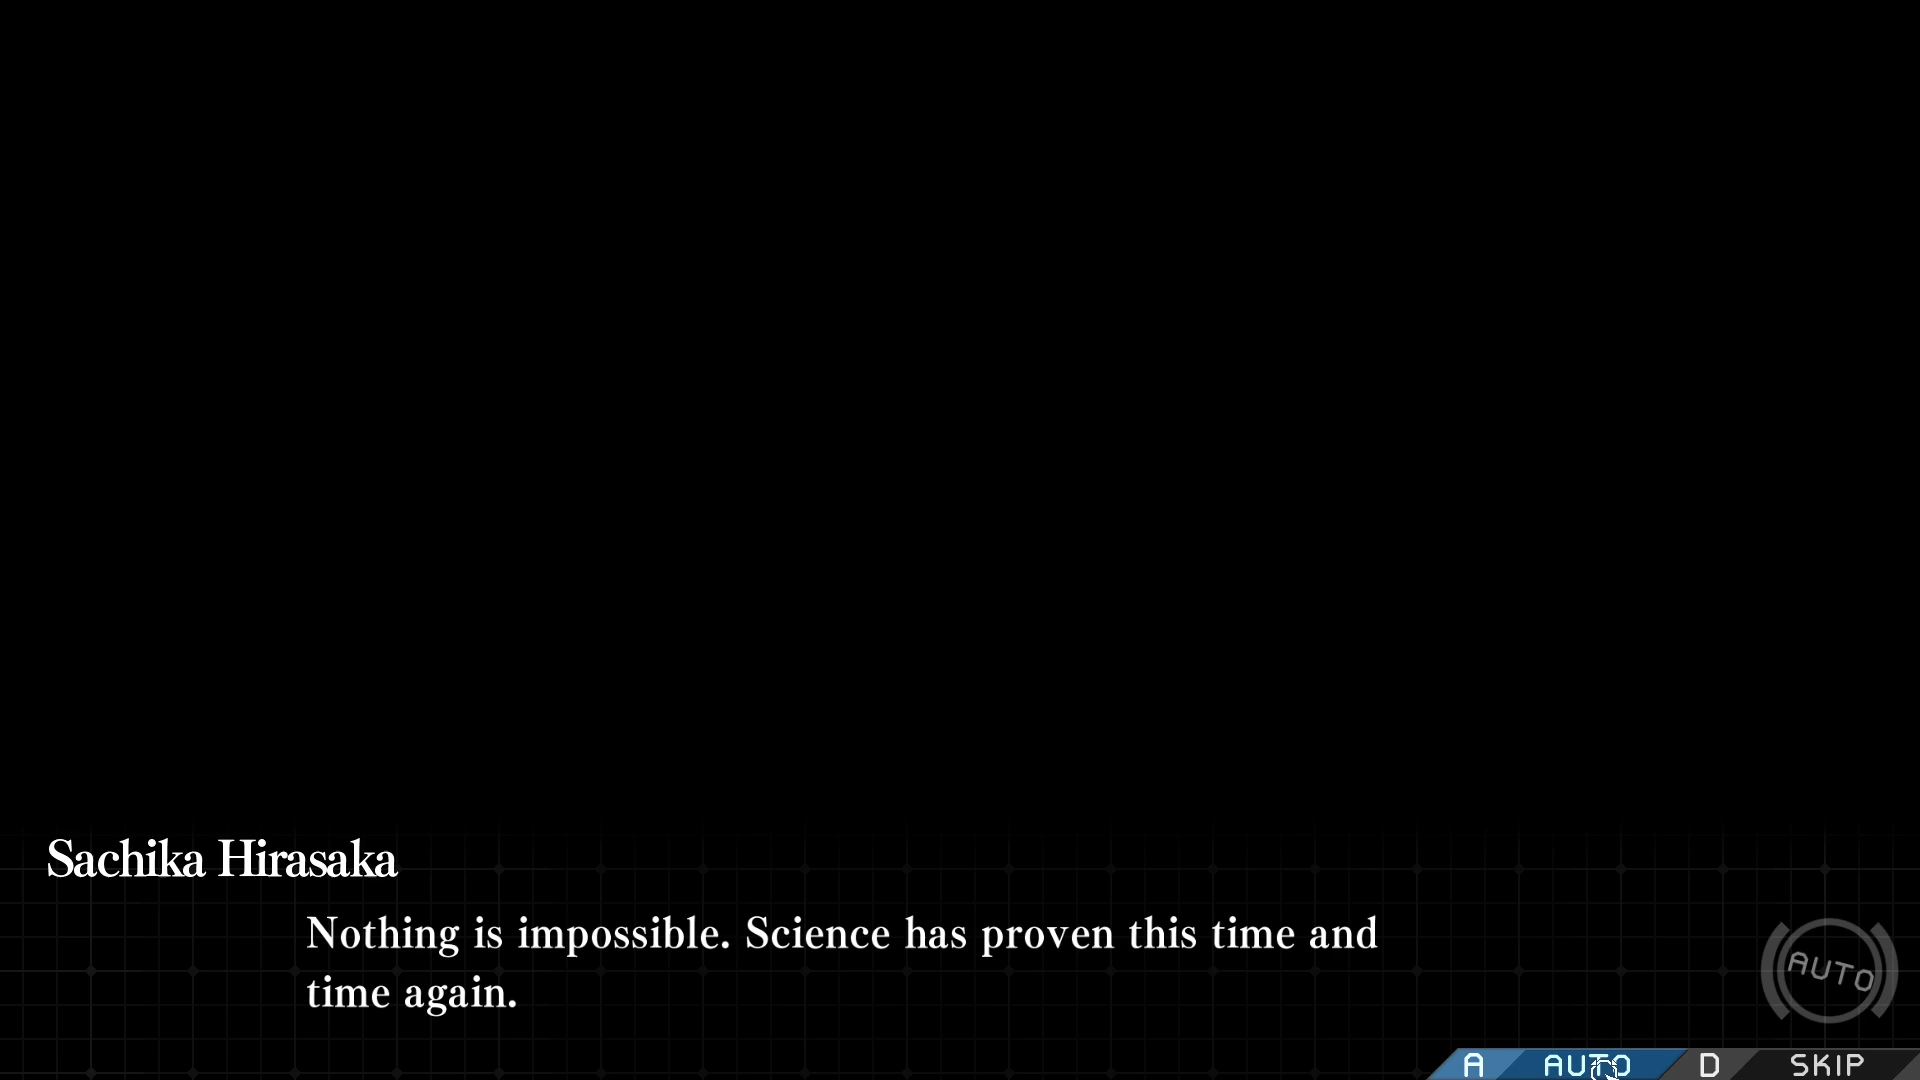 Sachika Hirasaka
Nothing is impossible. Science has proven this time and
time again.
AUTO
A AUTO D SKIP